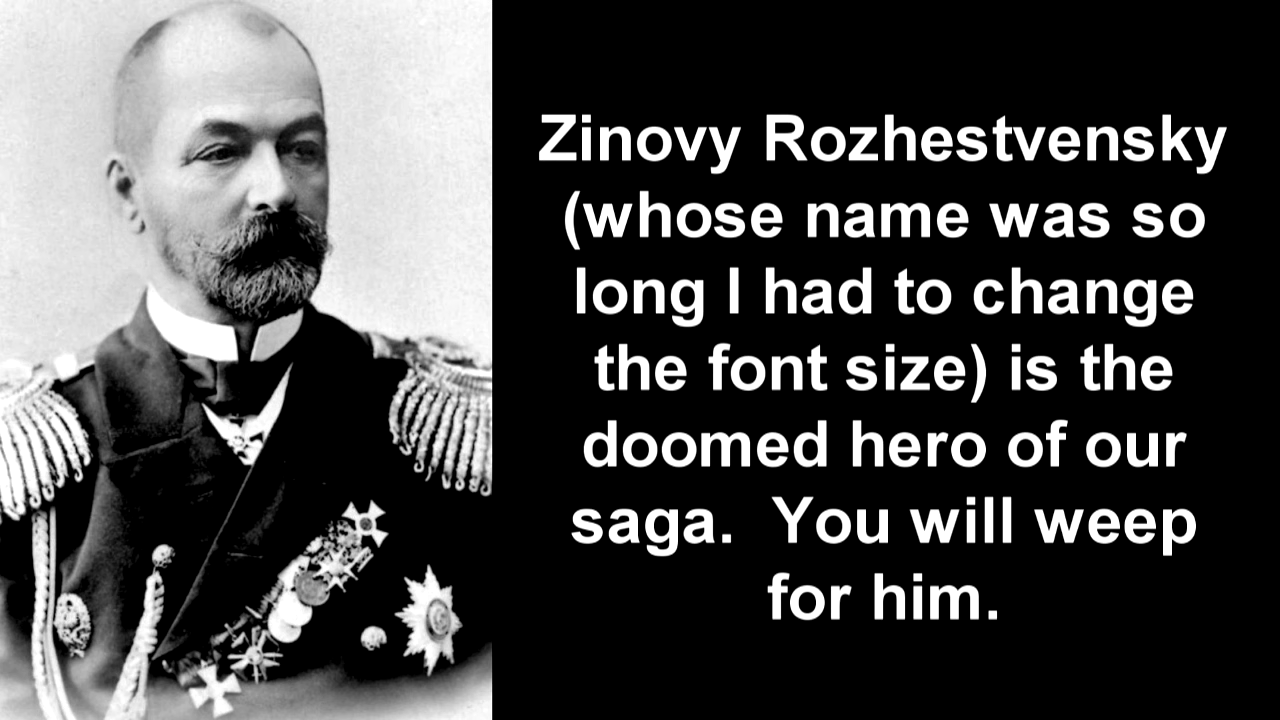 Zinovy Rozhestvensky
(whose name was so
long I had to change
the font size) is the
doomed hero of our
saga.  You will weep
for him.